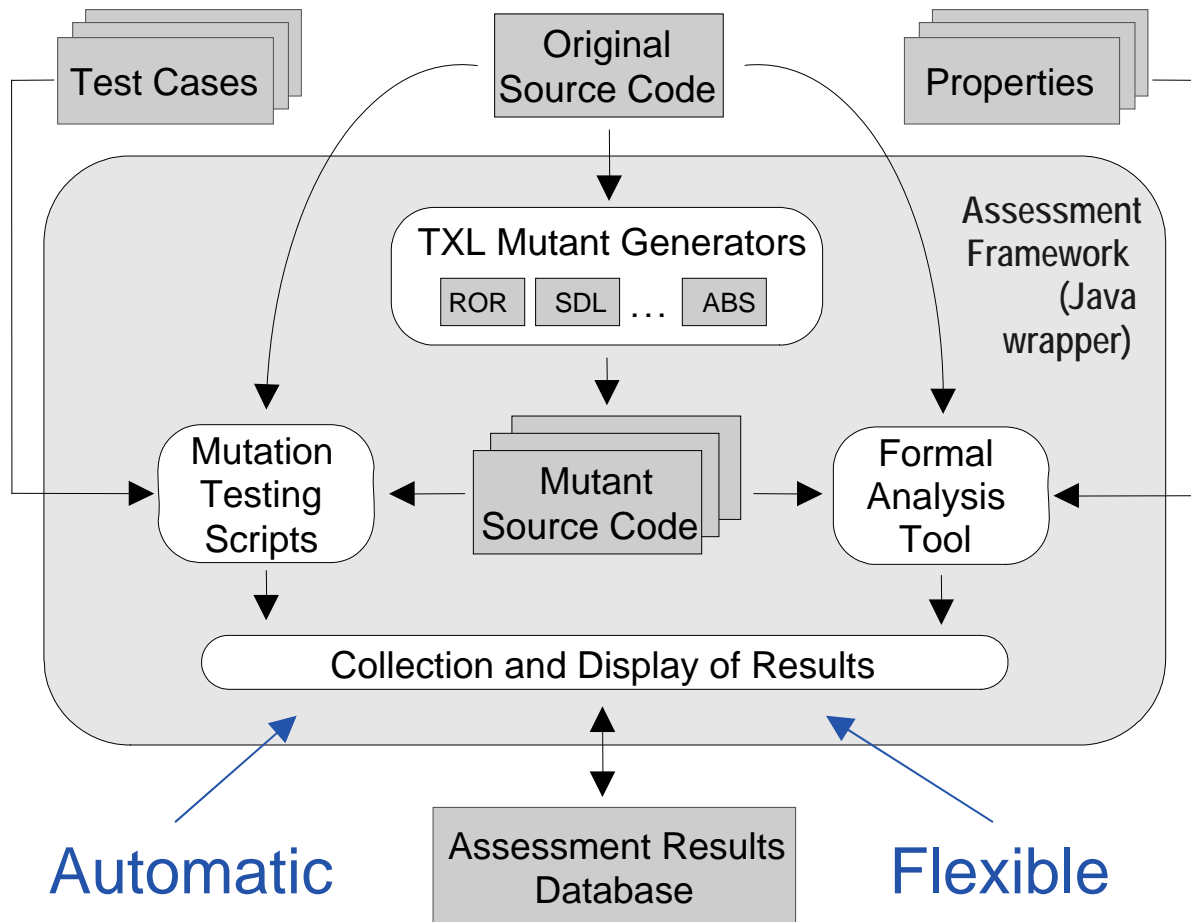 Test Cases
Original
Source Code
Properties
Assessment
Framework
(Java
wrapper)
TXL Mutant Generators
ROR
SDL
...
ABS
Mutation
Testing
Scripts
Mutant
Source Code
Formal
Analysis
Tool
Collection and Display of Results
Automatic
Flexible
Assessment Results
Database